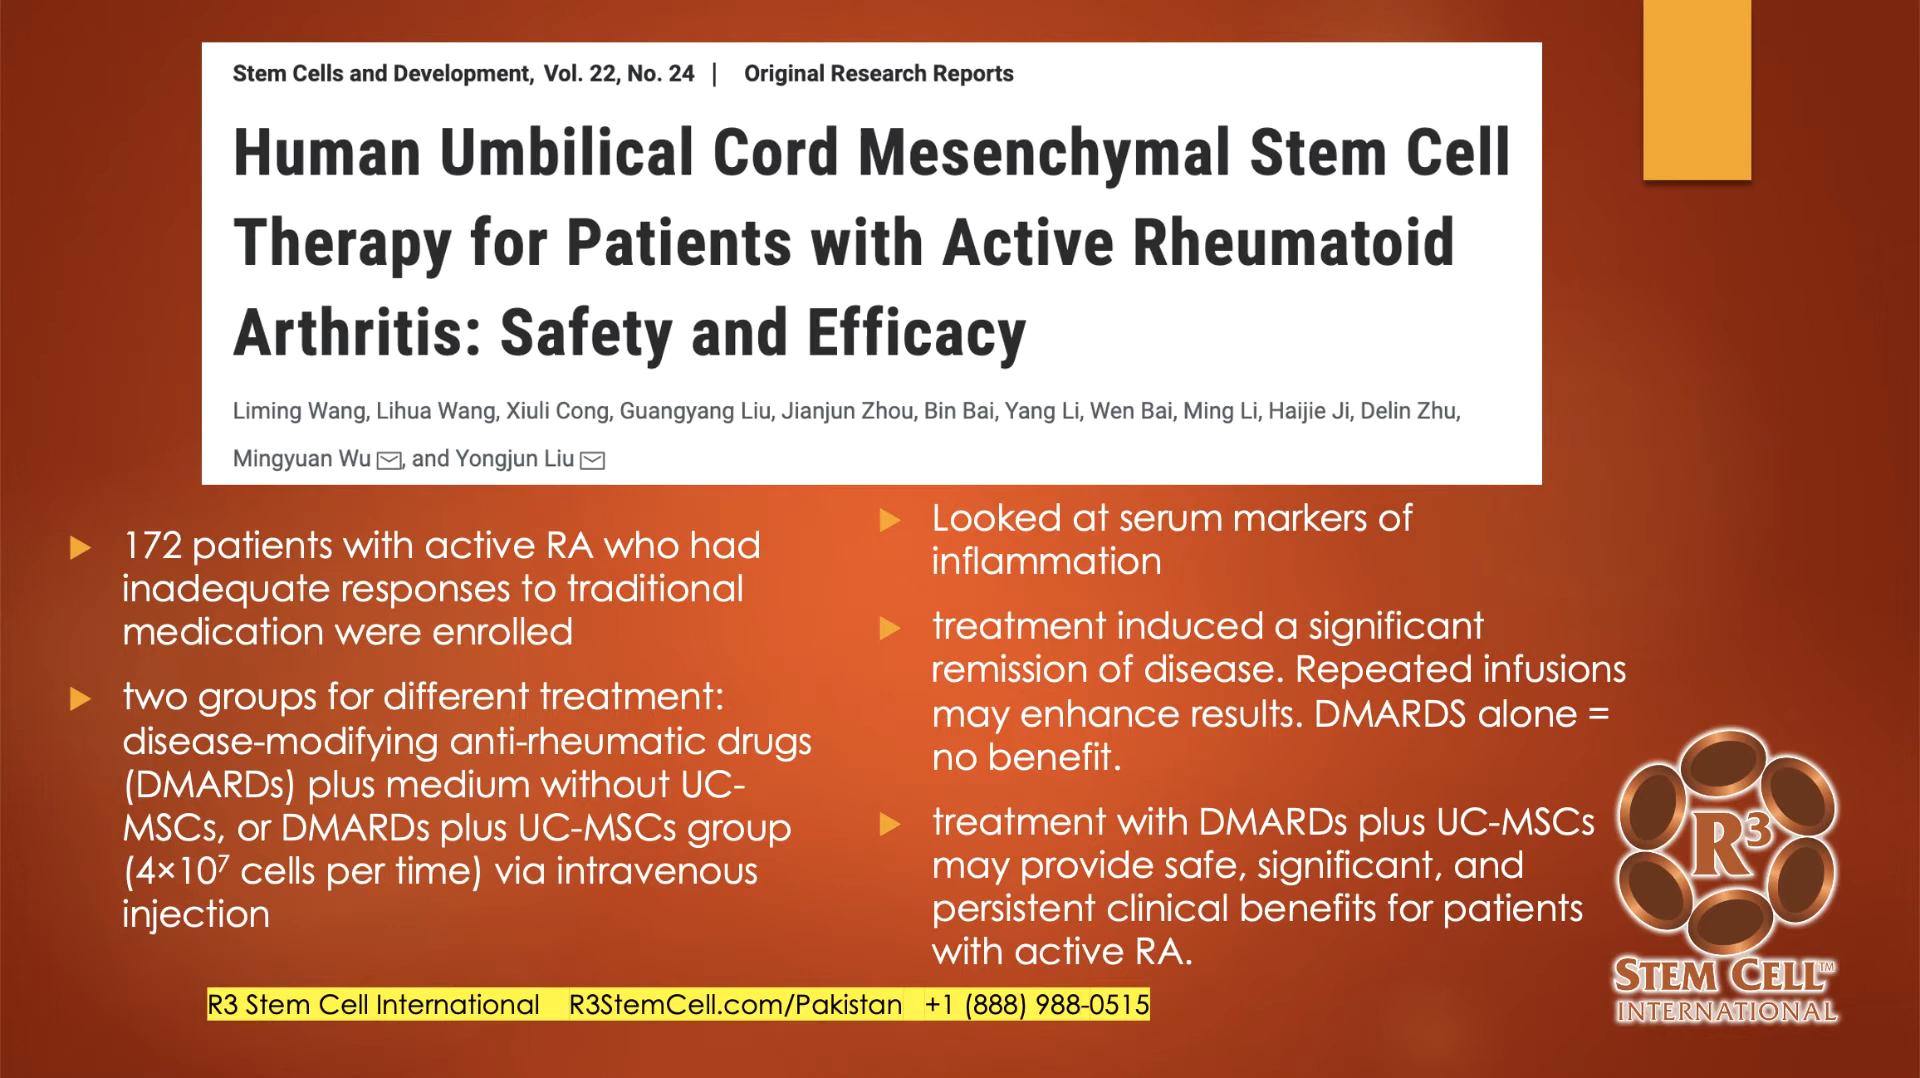 Stem Cells and Development, Vol. 22, No. 24 | Original Research Reports
Human Umbilical Cord Mesenchymal Stem Cell
Therapy for Patients with Active Rheumatoid
Arthritis: Safety and Efficacy
Liming Wang, Lihua Wang, Xiuli Cong, Guangyang Liu, Jianjun Zhou, Bin Bai, Yang Li, Wen Bai, Ming Li, Haijie Ji, Delin Zhu,
Mingyuan Wu, and Yongjun Liu
172 patients with active RA who had
inadequate responses to traditional
medication were enrolled
two groups for different treatment:
disease-modifying anti-rheumatic drugs
(DMARDs) plus medium without UC-
MSCs, or DMARDs plus UC-MSCs group
(4×10⁷ cells per time) via intravenous
injection
Looked at serum markers of
inflammation
treatment induced a significant
remission of disease. Repeated infusions
may enhance results. DMARDS alone =
no benefit.
treatment with DMARDs plus UC-MSCs
may provide safe, significant, and
persistent clinical benefits for patients
with active RA.
R3 Stem Cell International R3StemCell.com/Pakistan +1 (888) 988-0515
R³
STEM CELL™
INTERNATIONAL